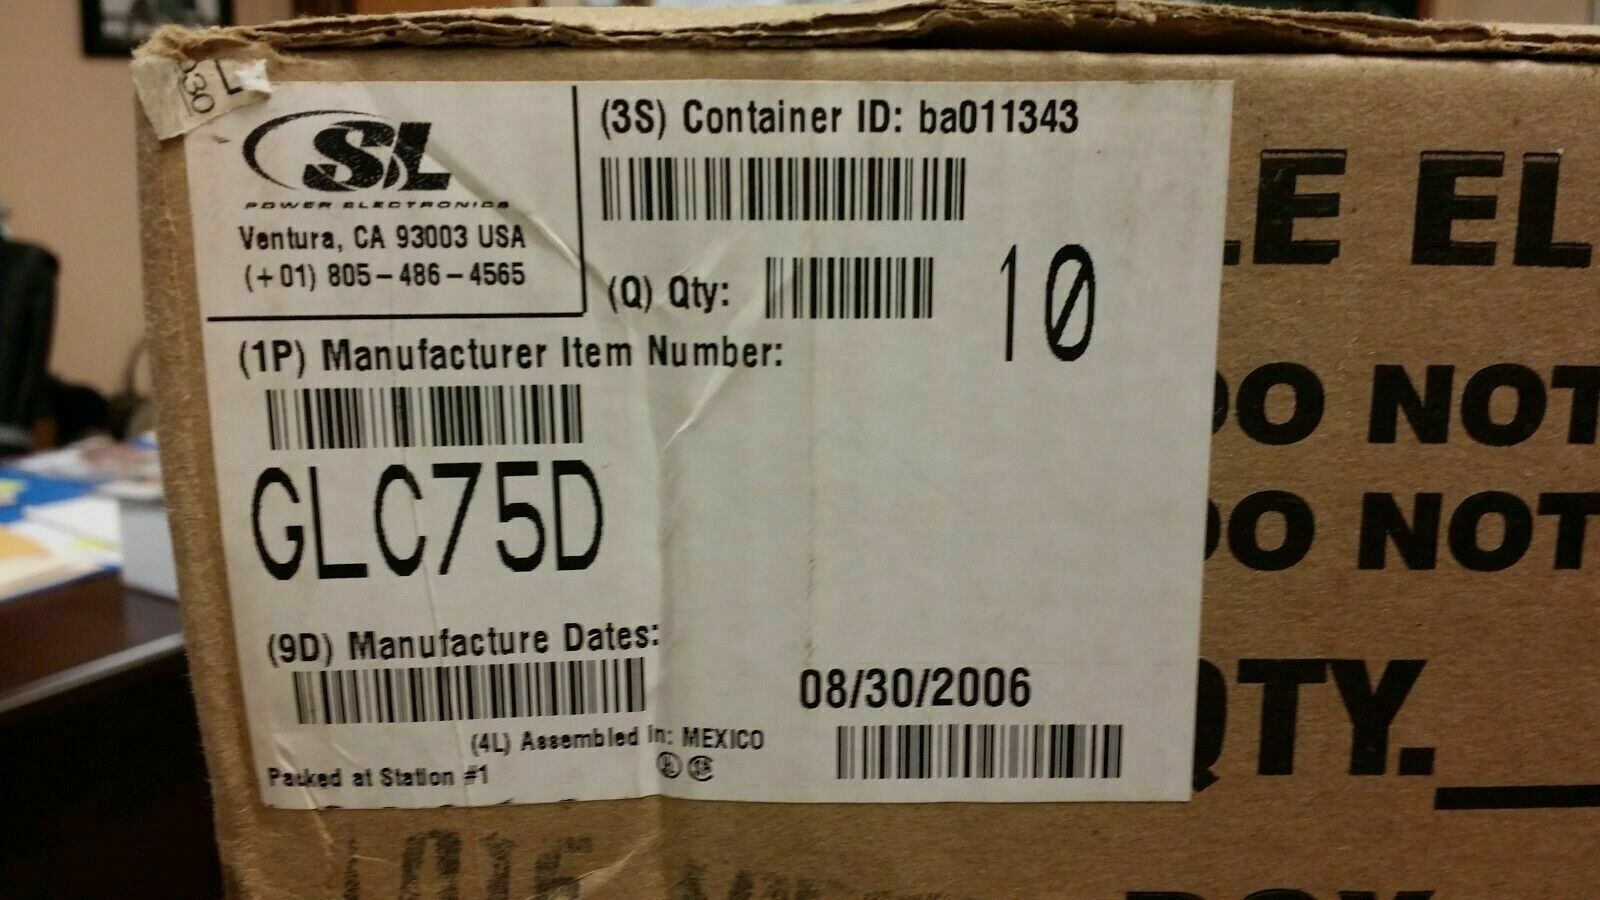 30
L
SL
POWER ELECTRONICS
Ventura, CA 93003 USA
(+01) 805-486-4565
(3S) Container ID: ba011343
(Q) Qty: 10
(1P) Manufacturer Item Number:
GLC75D
(9D) Manufacture Dates:
08/30/2006
(4L) Assembled In: MEXICO
Packed at Station #1
LE EL
DO NOT
DO NOT
QTY.